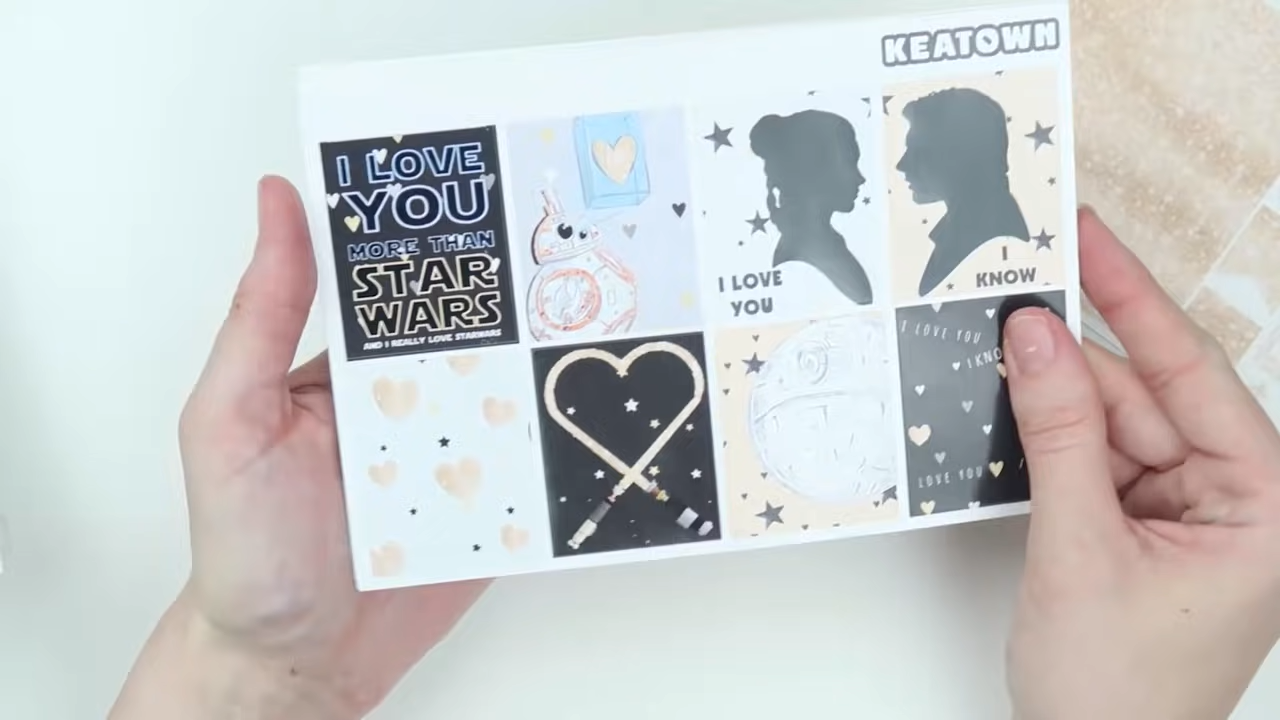 KEATOWN
I LOVE
YOU
MORE THAN
STAR
WARS
AND I REALLY LOVE STARWARS
I LOVE
YOU
I
KNOW
I LOVE YOU
I KNO
LOVE YOU